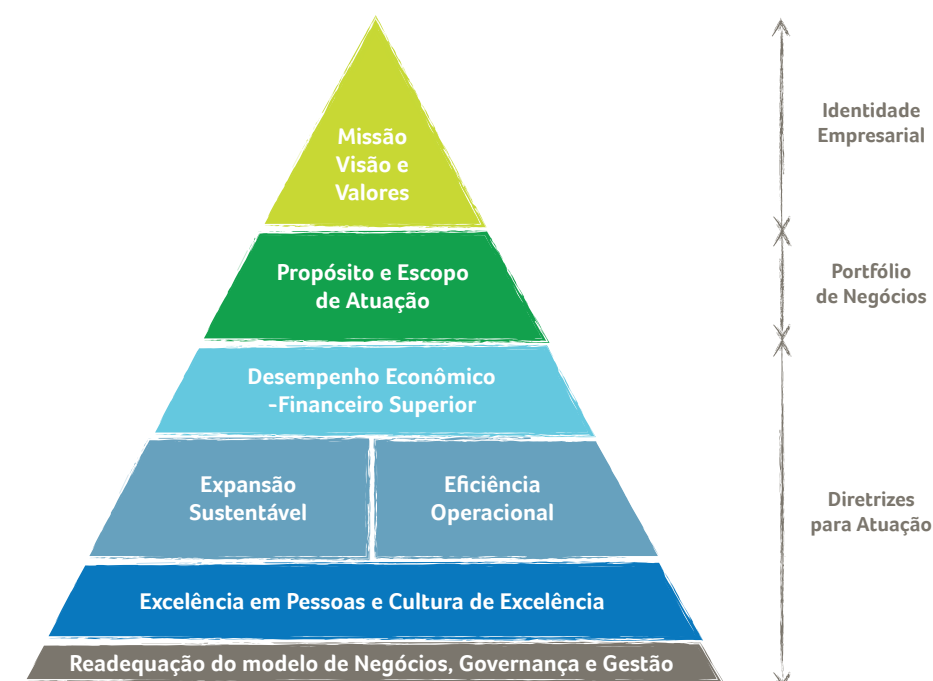 Missão
Visão e
Valores
Identidade
Empresarial
Propósito e Escopo
de Atuação
Portfólio
de Negócios
Desempenho Econômico
-Financeiro Superior
Expansão
Sustentável
Eficiência
Operacional
Diretrizes
para Atuação
Excelência em Pessoas e Cultura de Excelência
Readequação do modelo de Negócios, Governança e Gestão